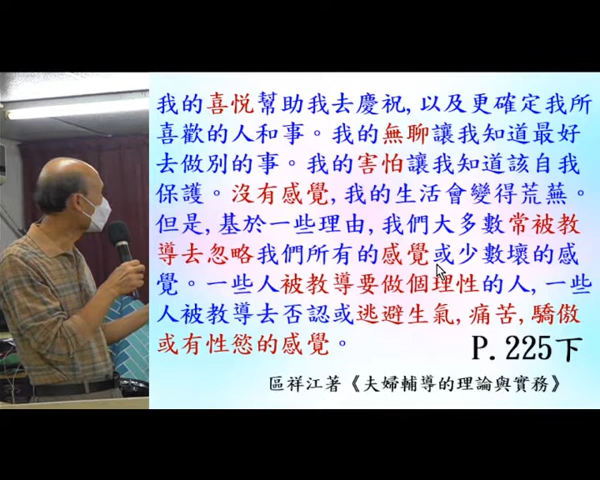 我的喜悅幫助我去慶祝, 以及更確定我所
喜歡的人和事。我的無聊讓我知道最好
去做別的事。我的害怕讓我知道該自我
保護。沒有感覺, 我的生活會變得荒蕪。
但是, 基於一些理由, 我們大多數常被教
導去忽略我們所有的感覺或少數壞的感
覺。一些人被教導要做個理性的人, 一些
人被教導去否認或逃避生氣, 痛苦, 驕傲
或有性慾的感覺。
P. 225下
區祥江著《夫婦輔導的理論與實務》